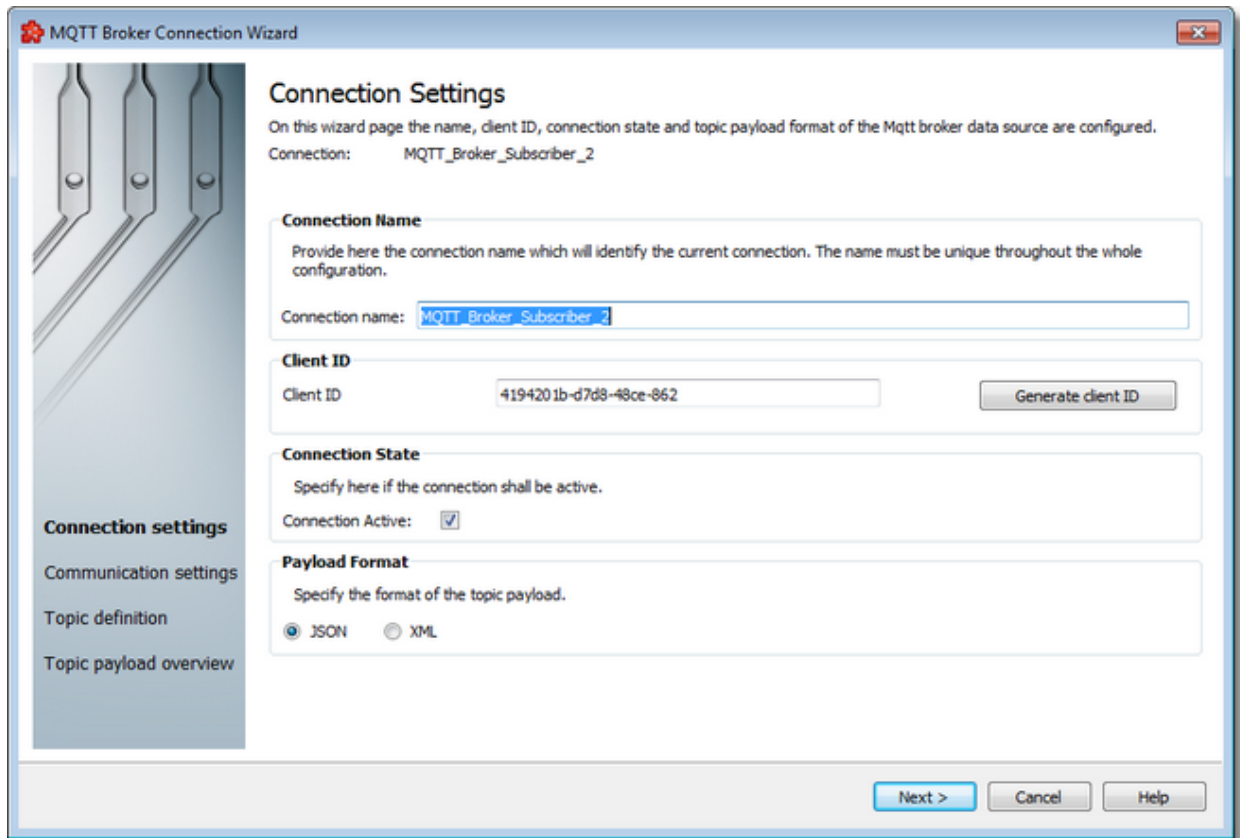 MQTT Broker Connection Wizard
Connection Settings
On this wizard page the name, client ID, connection state and topic payload format of the Mqtt broker data source are configured.
Connection: MQTT_Broker_Subscriber_2
Connection Name
Provide here the connection name which will identify the current connection. The name must be unique throughout the whole
configuration.
Connection name: MQTT_Broker_Subscriber_2
Client ID
Client ID 4194201b-d7d8-48ce-862 Generate client ID
Connection State
Specify here if the connection shall be active.
Connection Active:
Payload Format
Specify the format of the topic payload.
JSON XML
Connection settings
Communication settings
Topic definition
Topic payload overview
Next > Cancel Help